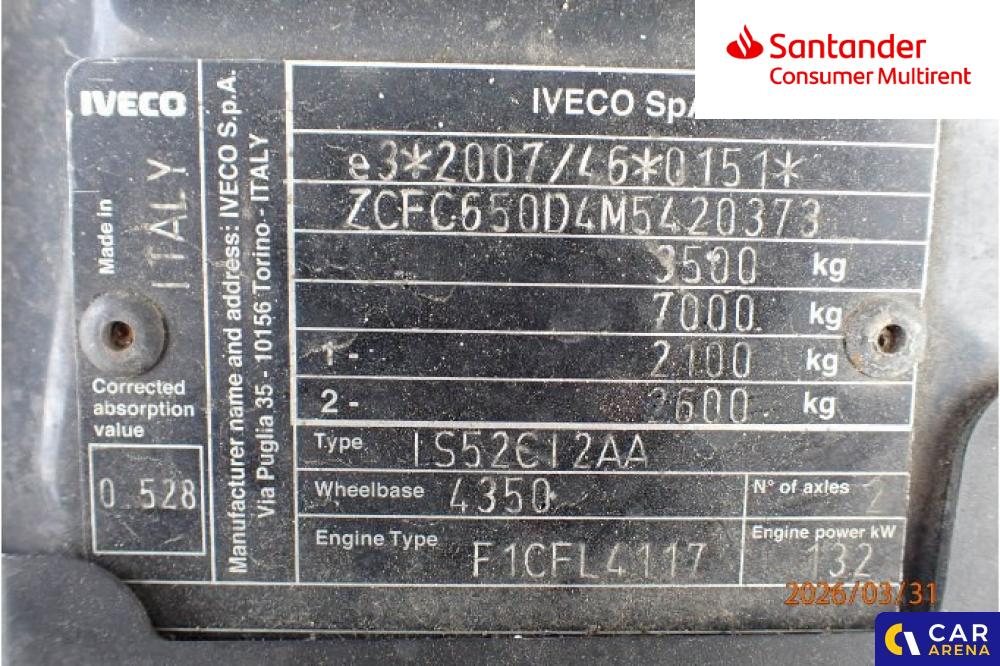 Santander
Consumer Multirent
IVECO
Made in
ITALY
Corrected
absorption
value
0.528
Manufacturer name and address: IVECO S.p.A.
Via Puglia 35 - 10156 Torino - ITALY
IVECO Sp
e3*2007/46*0151*
ZCFC650D4M5420373
3500 kg
7000 kg
1 - 2100 kg
2 - 2600 kg
Type IS52CI2AA
Wheelbase 4350 N° of axles 2
Engine Type F1CFL4117 Engine power kW 132
2026/03/31
CAR
ARENA